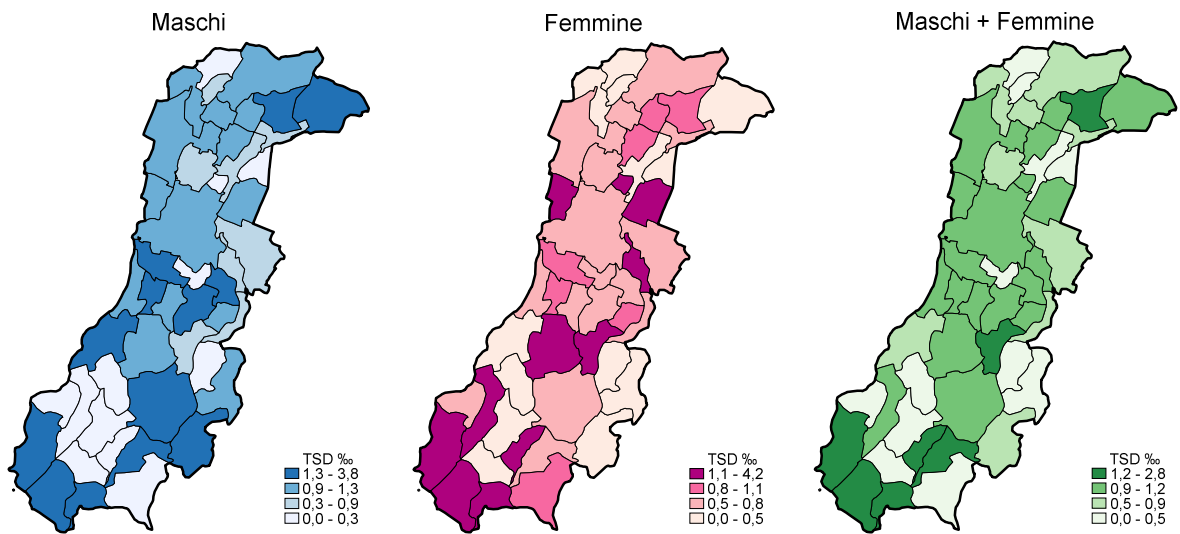 Maschi
Femmine
Maschi + Femmine
TSD ‰
1,3 - 3,8
0,9 - 1,3
0,3 - 0,9
0,0 - 0,3
TSD ‰
1,1 - 4,2
0,8 - 1,1
0,5 - 0,8
0,0 - 0,5
TSD ‰
1,2 - 2,8
0,9 - 1,2
0,5 - 0,9
0,0 - 0,5